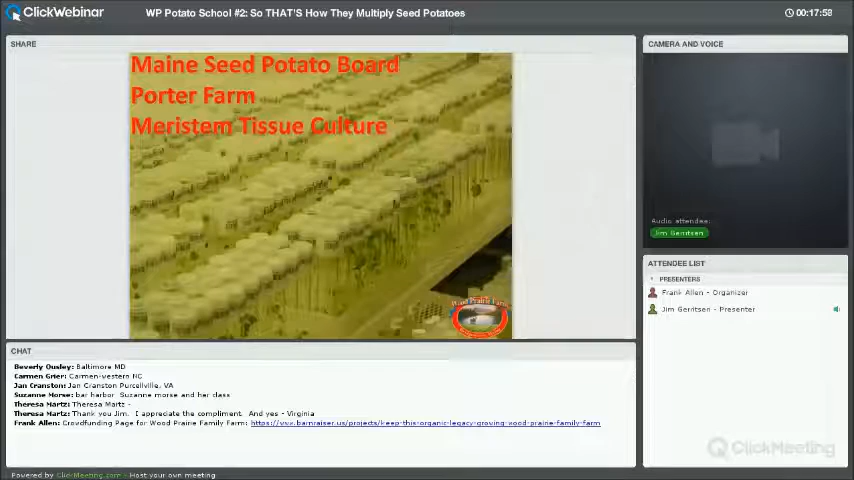 ClickWebinar
WP Potato School #2: So THAT'S How They Multiply Seed Potatoes
00:17:58
SHARE
Maine Seed Potato Board
Porter Farm
Meristem Tissue Culture
Wood Prairie Farm
CAMERA AND VOICE
Audio attendee:
Jim Gerritsen
ATTENDEE LIST
PRESENTERS
Frank Allen - Organizer
Jim Gerritsen - Presenter
CHAT
Beverly Ousley: Baltimore MD
Carmen Grier: Carmen-western NC
Jan Cranston: Jan Cranston Purcellville, VA
Suzanne Morse: bar harbor Suzanne morse and her class
Theresa Martz: Theresa Martz -
Theresa Martz: Thank you Jim. I appreciate the compliment. And yes - Virginia
Frank Allen: Crowdfunding Page for Wood Prairie Family Farm: https://www.barnraiser.us/projects/keep-this-organic-legacy-growing-wood-prairie-family-farm
ClickMeeting
Powered by ClickMeeting.com - Host your own meeting